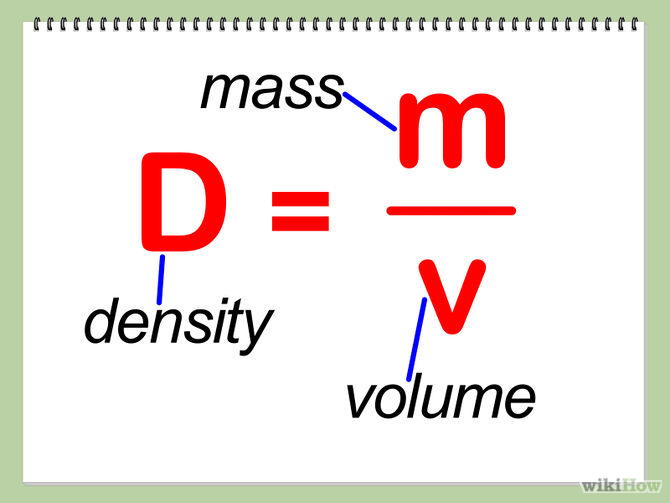 mass
m
D =
v
density
volume
wikiHow